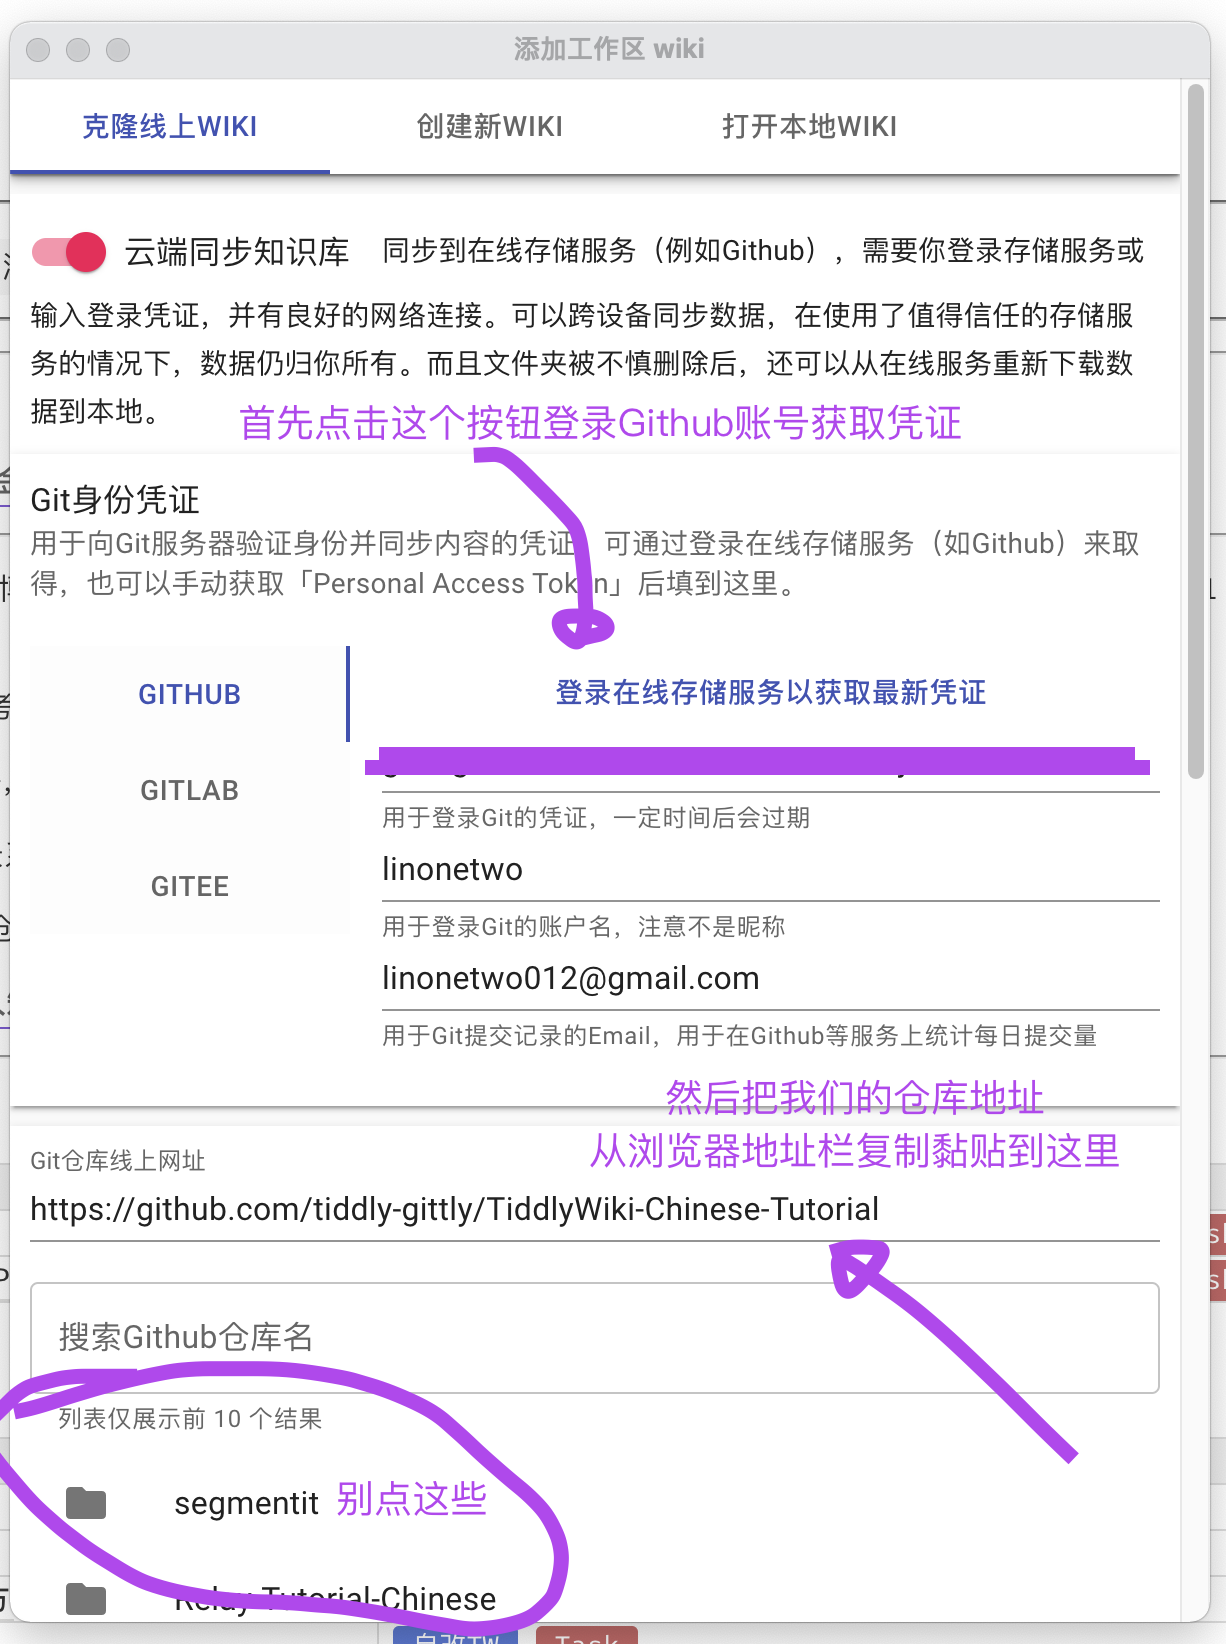 添加工作区 wiki
克隆线上WIKI
创建新WIKI
打开本地WIKI
云端同步知识库 同步到在线存储服务（例如Github），需要你登录存储服务或
输入登录凭证，并有良好的网络连接。可以跨设备同步数据，在使用了值得信任的存储服
务的情况下，数据仍归你所有。而且文件夹被不慎删除后，还可以从在线服务重新下载数
据到本地。
首先点击这个按钮登录Github账号获取凭证
Git身份凭证
用于向Git服务器验证身份并同步内容的凭证，可通过登录在线存储服务（如Github）来取
得，也可以手动获取「Personal Access Token」后填到这里。
GITHUB
GITLAB
GITEE
登录在线存储服务以获取最新凭证
用于登录Git的凭证，一定时间后会过期
linonetwo
用于登录Git的账户名，注意不是昵称
linonetwo012@gmail.com
用于Git提交记录的Email，用于在Github等服务上统计每日提交量
然后把我们的仓库地址
从浏览器地址栏复制黏贴到这里
Git仓库线上网址
https://github.com/tiddly-gittly/TiddlyWiki-Chinese-Tutorial
搜索Github仓库名
列表仅展示前 10 个结果
segmentit
别点这些
Relay-Tutorial-Chinese
Task